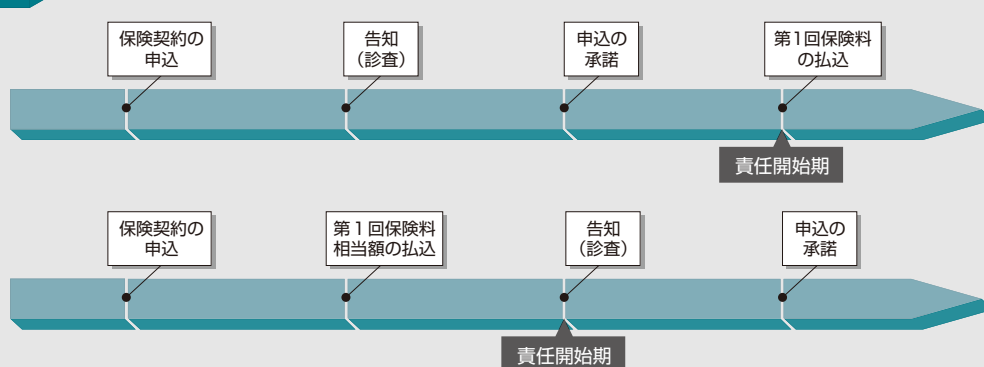 保険契約の
申込
告知
（診査）
申込の
承諾
第1回保険料
の払込
責任開始期
保険契約の
申込
第1回保険料
相当額の払込
告知
（診査）
申込の
承諾
責任開始期